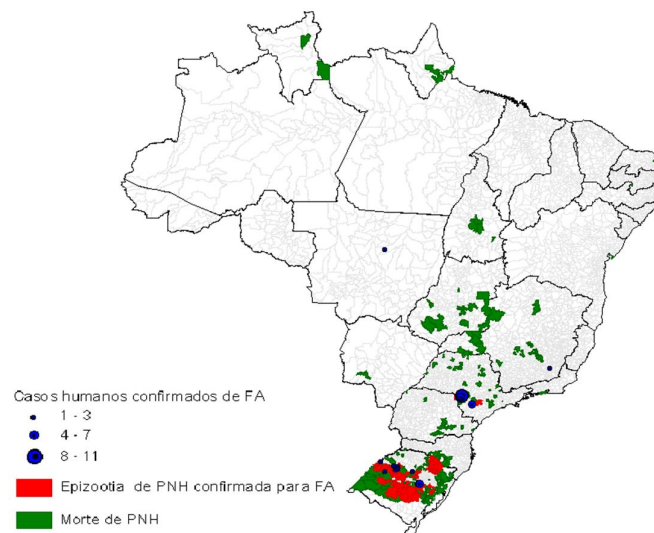 Casos humanos confirmados de FA
1 - 3
4 - 7
8 - 11
Epizootia de PNH confirmada para FA
Morte de PNH